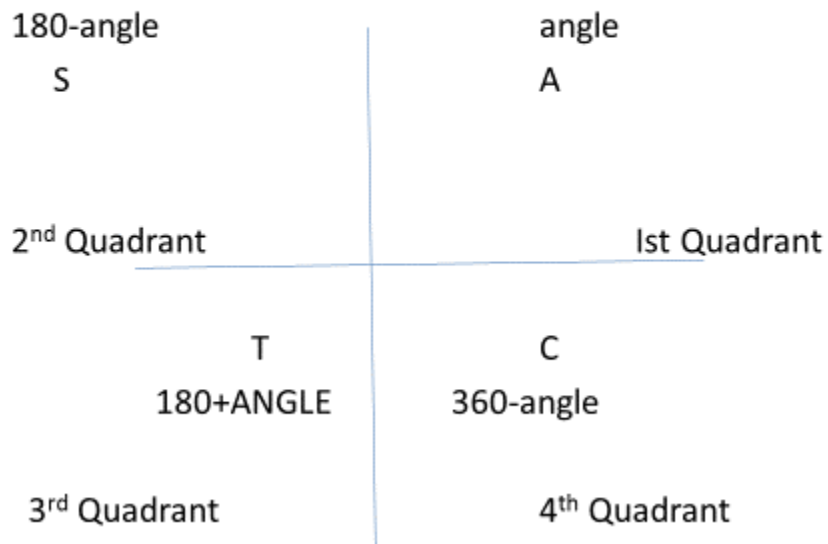 180-angle angle
S A
2nd Quadrant Ist Quadrant
T C
180+ANGLE 360-angle
3rd Quadrant 4th Quadrant